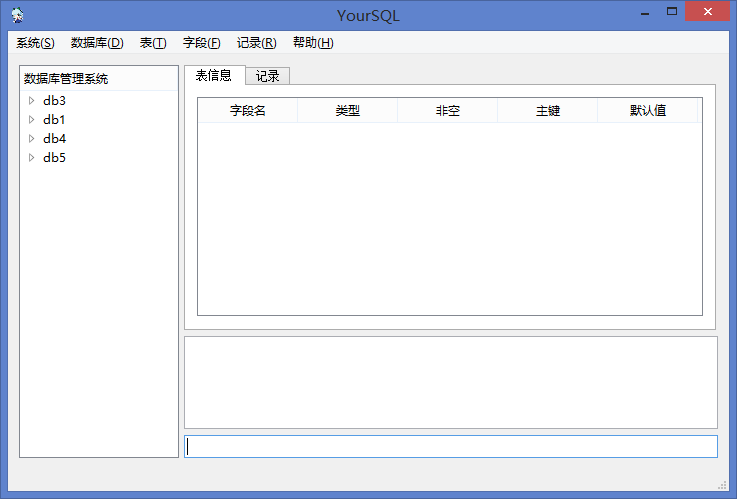 YourSQL
系统(S) 数据库(D) 表(T) 字段(F) 记录(R) 帮助(H)
数据库管理系统
db3
db1
db4
db5
表信息 记录
字段名 类型 非空 主键 默认值